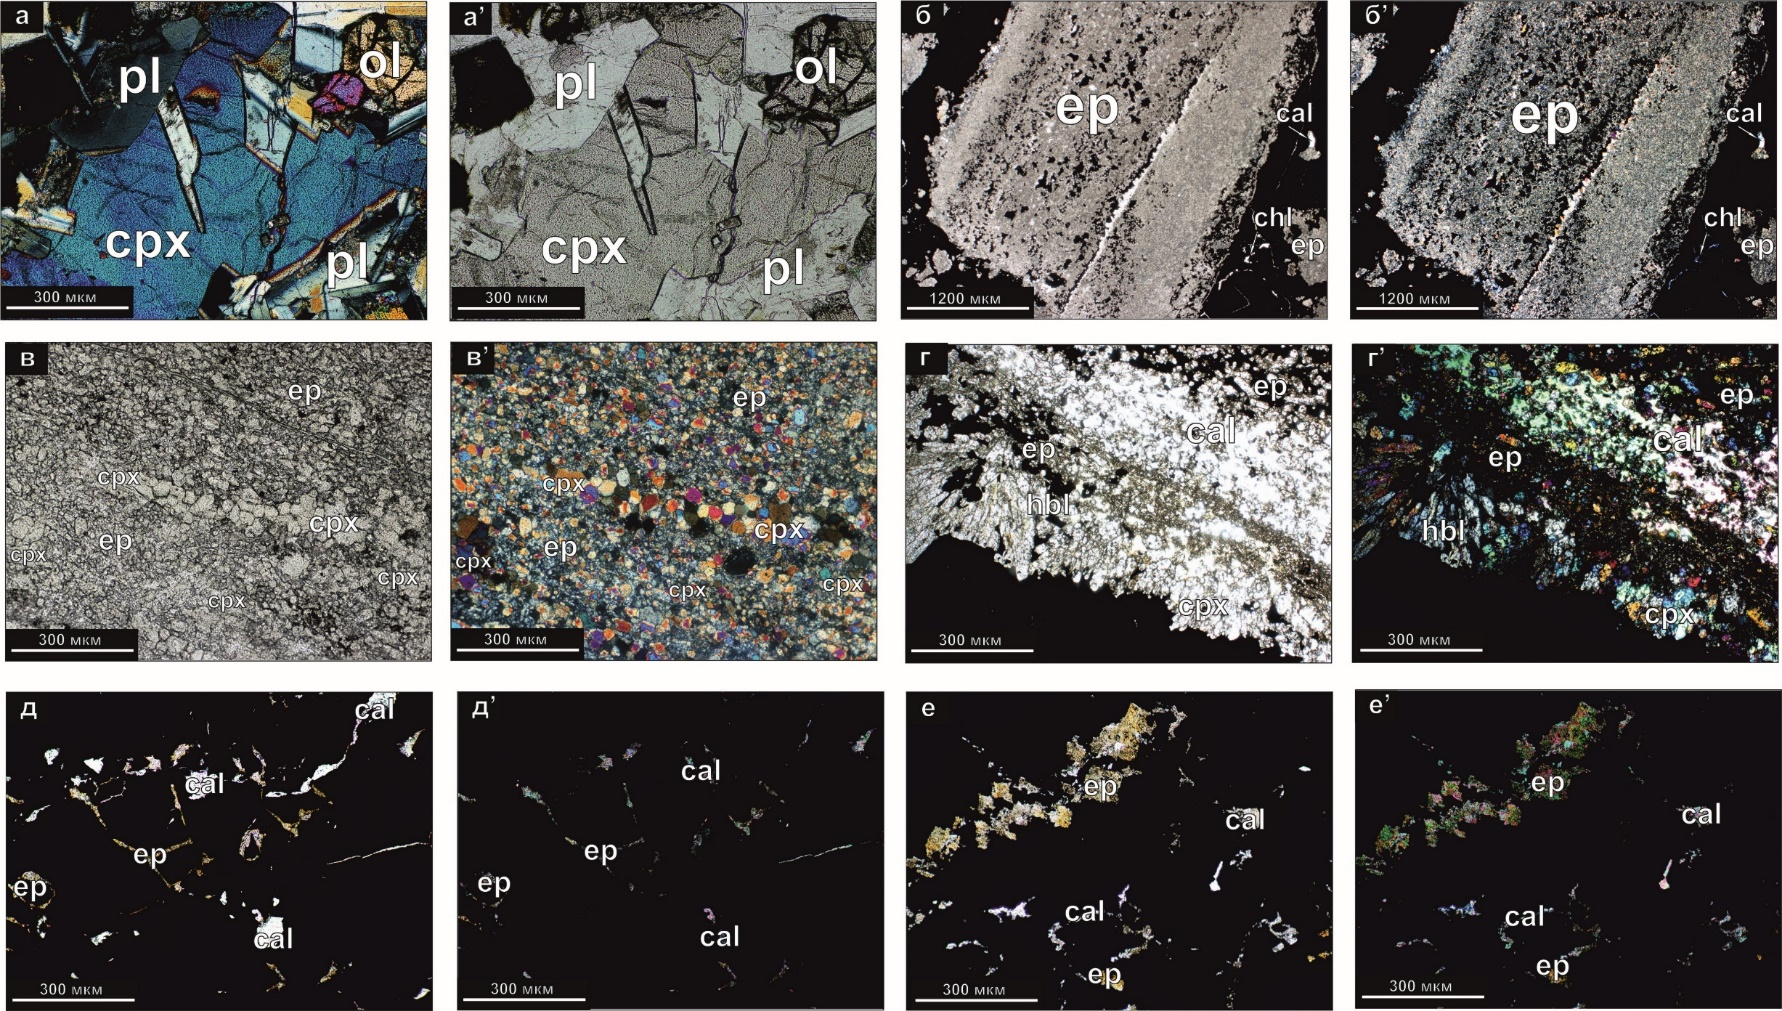 а
pl
ol
cpx
pl
300 мкм
а’
pl
ol
cpx
pl
300 мкм
б
ep
cal
chl
ep
1200 мкм
б’
ep
cal
chl
ep
1200 мкм
в
ep
cpx
cpx
ep
cpx
cpx
cpx
300 мкм
в’
ep
cpx
cpx
ep
cpx
cpx
cpx
300 мкм
г
ep
cal
ep
hbl
cpx
300 мкм
г’
ep
cal
ep
hbl
cpx
300 мкм
д
cal
cal
ep
ep
cal
300 мкм
д’
cal
ep
ep
cal
300 мкм
е
ep
cal
cal
ep
300 мкм
е’
ep
cal
cal
ep
300 мкм